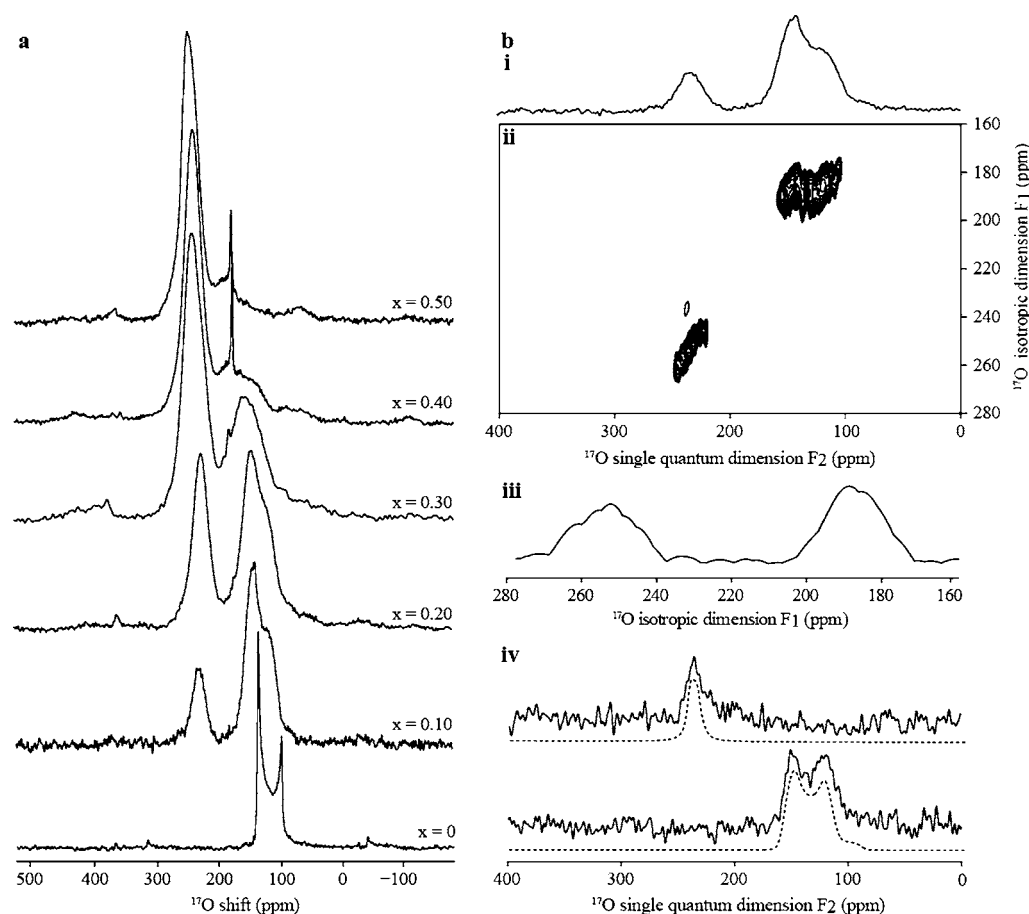 a
x = 0.50
x = 0.40
x = 0.30
x = 0.20
x = 0.10
x = 0
500 400 300 200 100 0 −100
¹⁷O shift (ppm)
b
i
ii
160
180
200
220
240
260
280
¹⁷O isotropic dimension F₁ (ppm)
400 300 200 100 0
¹⁷O single quantum dimension F₂ (ppm)
iii
280 260 240 220 200 180 160
¹⁷O isotropic dimension F₁ (ppm)
iv
400 300 200 100 0
¹⁷O single quantum dimension F₂ (ppm)